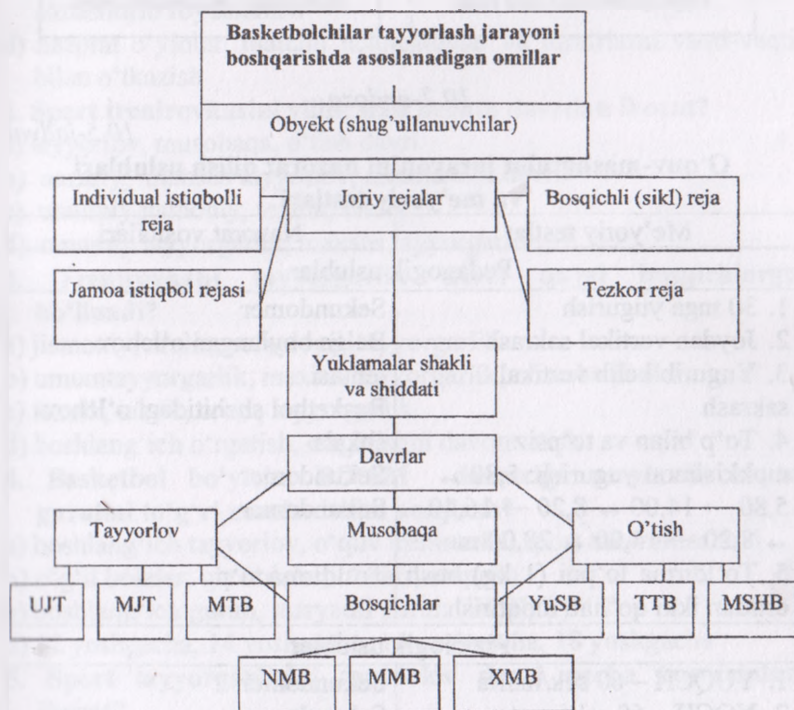 Basketbolchilar tayyorlash jarayoni
boshqarishda asoslanadigan omillar
Obyekt (shug'ullanuvchilar)
Individual istiqbolli
reja
Joriy rejalar
Bosqichli (sikl) reja
Jamoa istiqbol rejasi
Tezkor reja
Yuklamalar shakli
va shiddati
Davrlar
Tayyorlov
Musobaqa
O'tish
UJT
MJT
MTB
Bosqichlar
TTB
MSHB
NMB
MMB
XMB